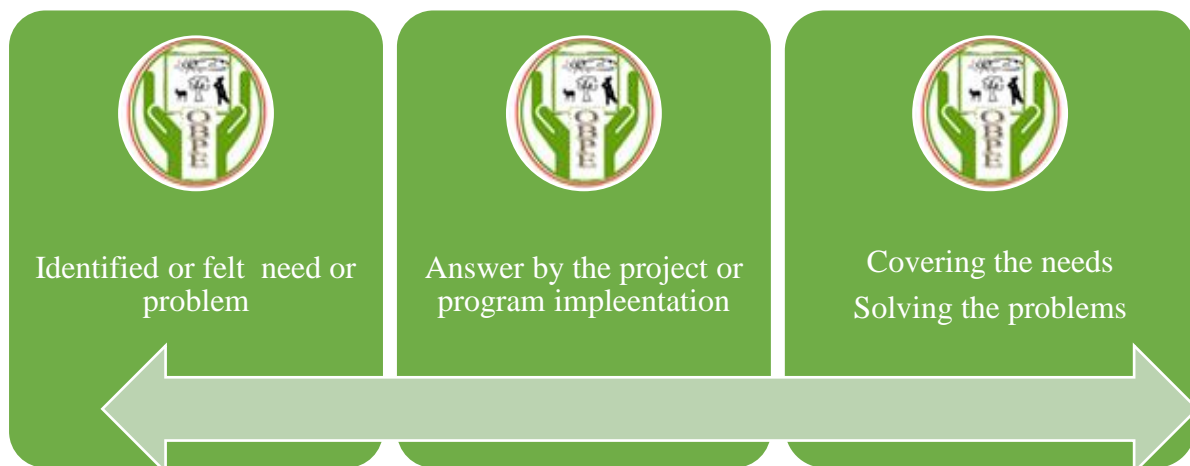 OBPE
OBPE
OBPE
Identified or felt need or
problem
Answer by the project or
program impleentation
Covering the needs
Solving the problems